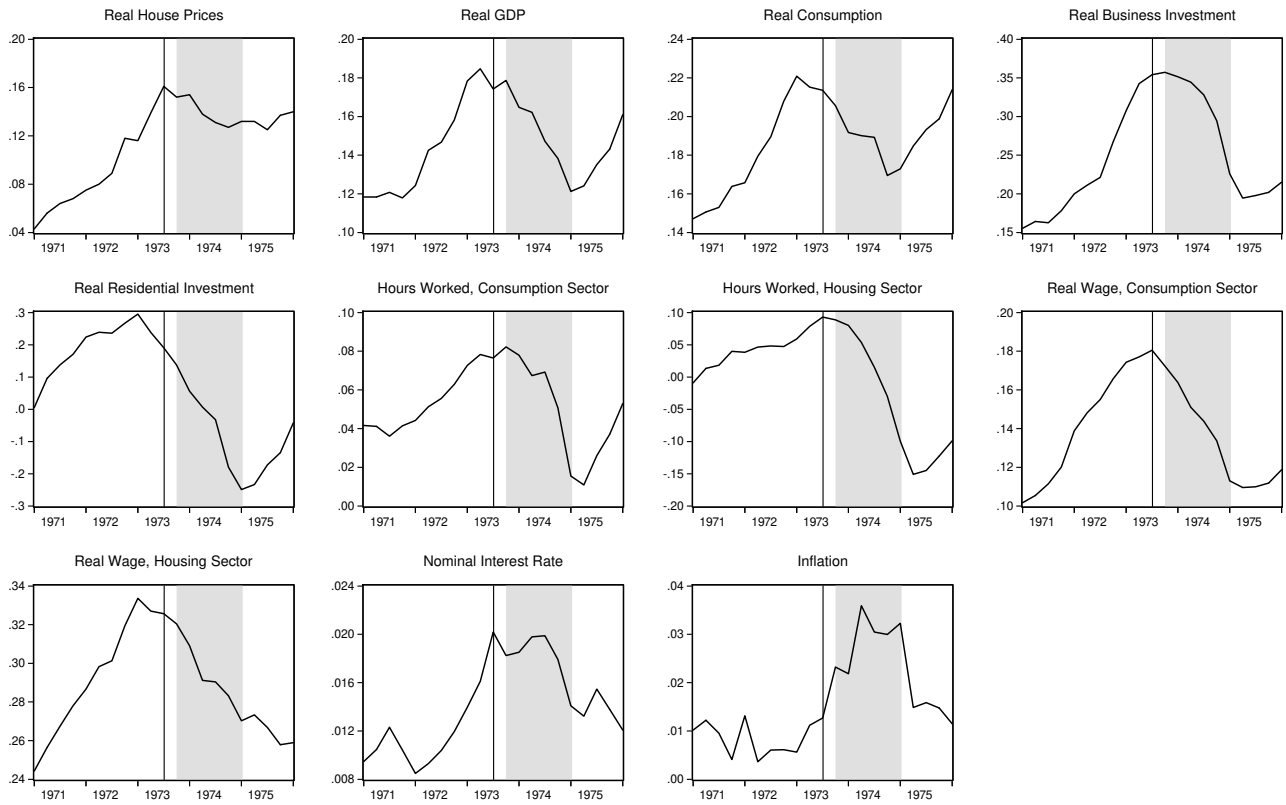 Real House Prices
.20
.16
.12
.08
.04
1971 1972 1973 1974 1975
Real GDP
.20
.18
.16
.14
.12
.10
1971 1972 1973 1974 1975
Real Consumption
.24
.22
.20
.18
.16
.14
1971 1972 1973 1974 1975
Real Business Investment
.40
.35
.30
.25
.20
.15
1971 1972 1973 1974 1975
Real Residential Investment
.3
.2
.1
.0
-.1
-.2
-.3
1971 1972 1973 1974 1975
Hours Worked, Consumption Sector
.10
.08
.06
.04
.02
.00
1971 1972 1973 1974 1975
Hours Worked, Housing Sector
.10
.05
.00
-.05
-.10
-.15
-.20
1971 1972 1973 1974 1975
Real Wage, Consumption Sector
.20
.18
.16
.14
.12
.10
1971 1972 1973 1974 1975
Real Wage, Housing Sector
.34
.32
.30
.28
.26
.24
1971 1972 1973 1974 1975
Nominal Interest Rate
.024
.020
.016
.012
.008
1971 1972 1973 1974 1975
Inflation
.04
.03
.02
.01
.00
1971 1972 1973 1974 1975